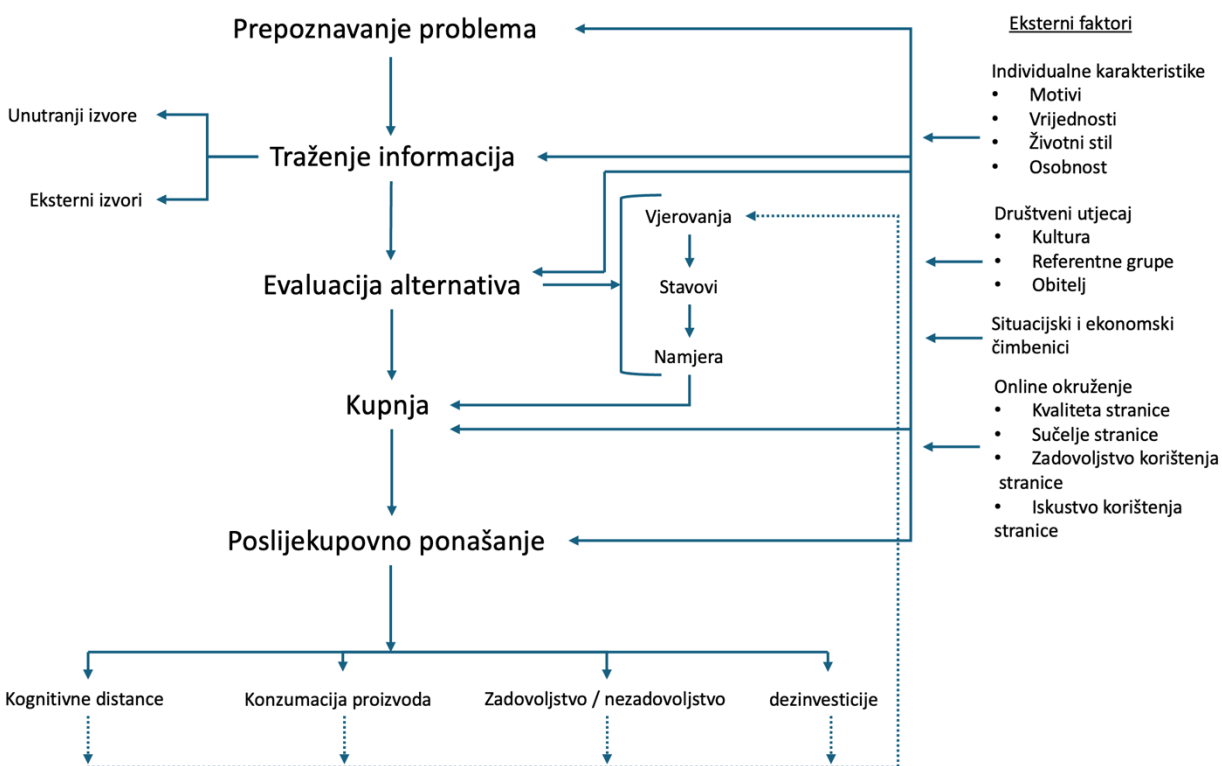 Prepoznavanje problema
Unutranji izvore
Traženje informacija
Eksterni izvori
Evaluacija alternativa
Vjerovanja
Stavovi
Namjera
Kupnja
Poslijekupovno ponašanje
Kognitivne distance
Konzumacija proizvoda
Zadovoljstvo / nezadovoljstvo
dezinvesticije
Eksterni faktori
Individualne karakteristike
• Motivi
• Vrijednosti
• Životni stil
• Osobnost
Društveni utjecaj
• Kultura
• Referentne grupe
• Obitelj
Situacijski i ekonomski
čimbenici
Online okruženje
• Kvaliteta stranice
• Sučelje stranice
• Zadovoljstvo korištenja
stranice
• Iskustvo korištenja
stranice